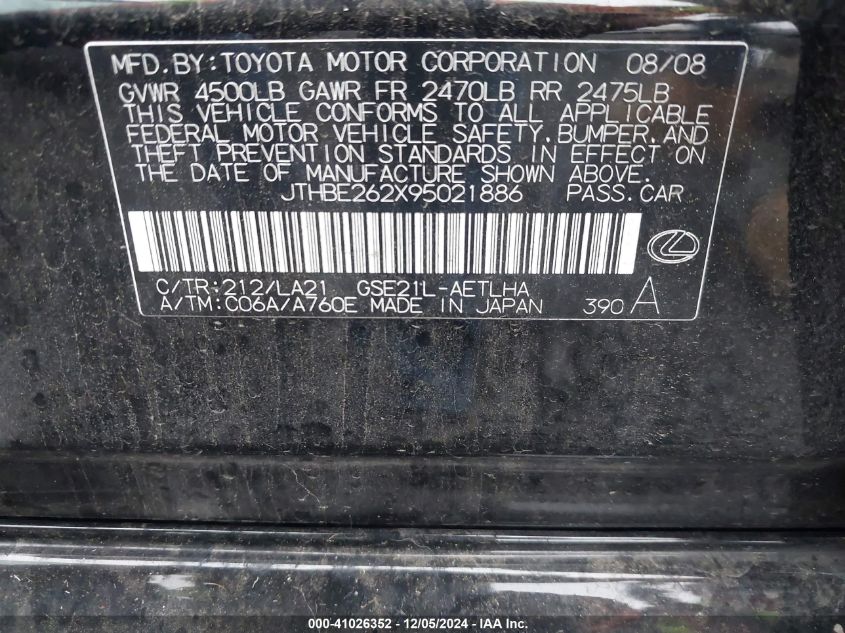 MFD. BY: TOYOTA MOTOR CORPORATION 08/08
GVWR 4500LB GAWR FR 2470LB RR 2475LB
THIS VEHICLE CONFORMS TO ALL APPLICABLE
FEDERAL MOTOR VEHICLE SAFETY, BUMPER, AND
THEFT PREVENTION STANDARDS IN EFFECT ON
THE DATE OF MANUFACTURE SHOWN ABOVE.
JTHBE262X95021886 PASS. CAR
C/TR: 212/LA21 GSE21L-AETLHA
A/TM: C06A/A760E MADE IN JAPAN 390 A
000-41026352 - 12/05/2024 - IAA Inc.